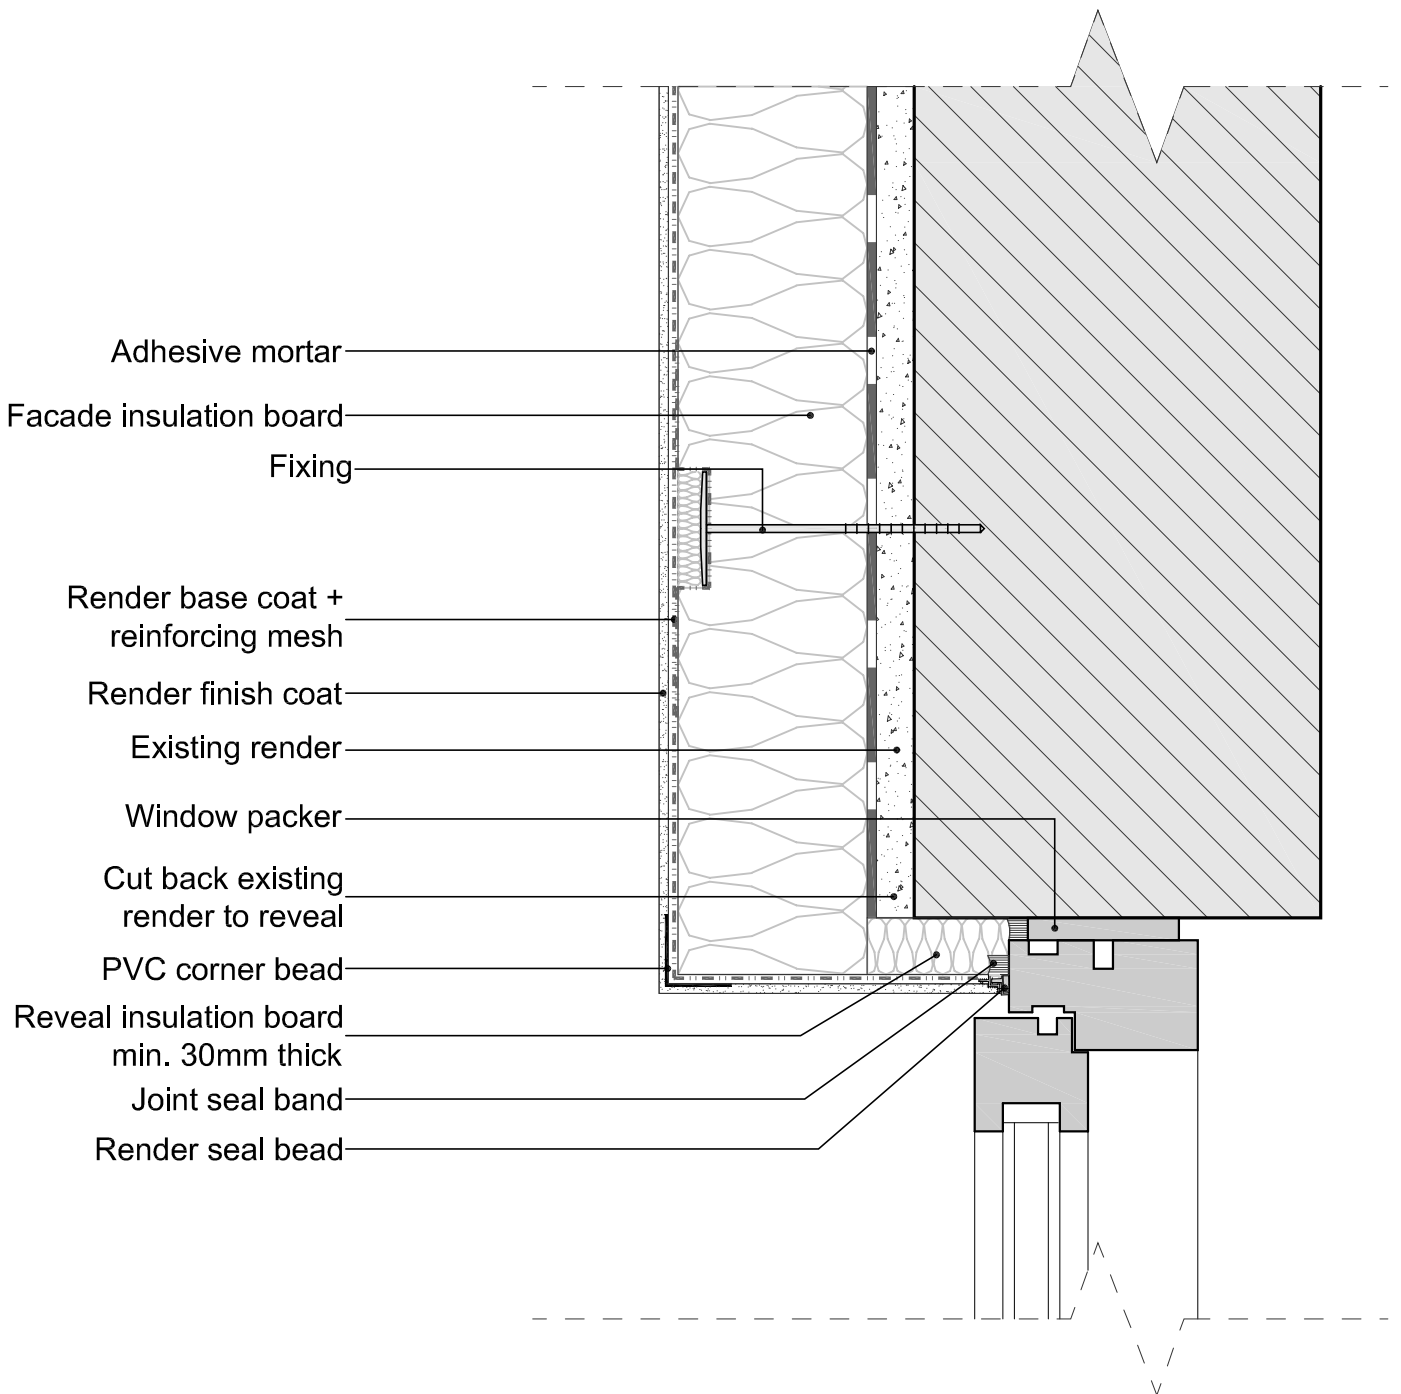 Adhesive mortar
Facade insulation board
Fixing
Render base coat +
reinforcing mesh
Render finish coat
Existing render
Window packer
Cut back existing
render to reveal
PVC corner bead
Reveal insulation board
min. 30mm thick
Joint seal band
Render seal bead